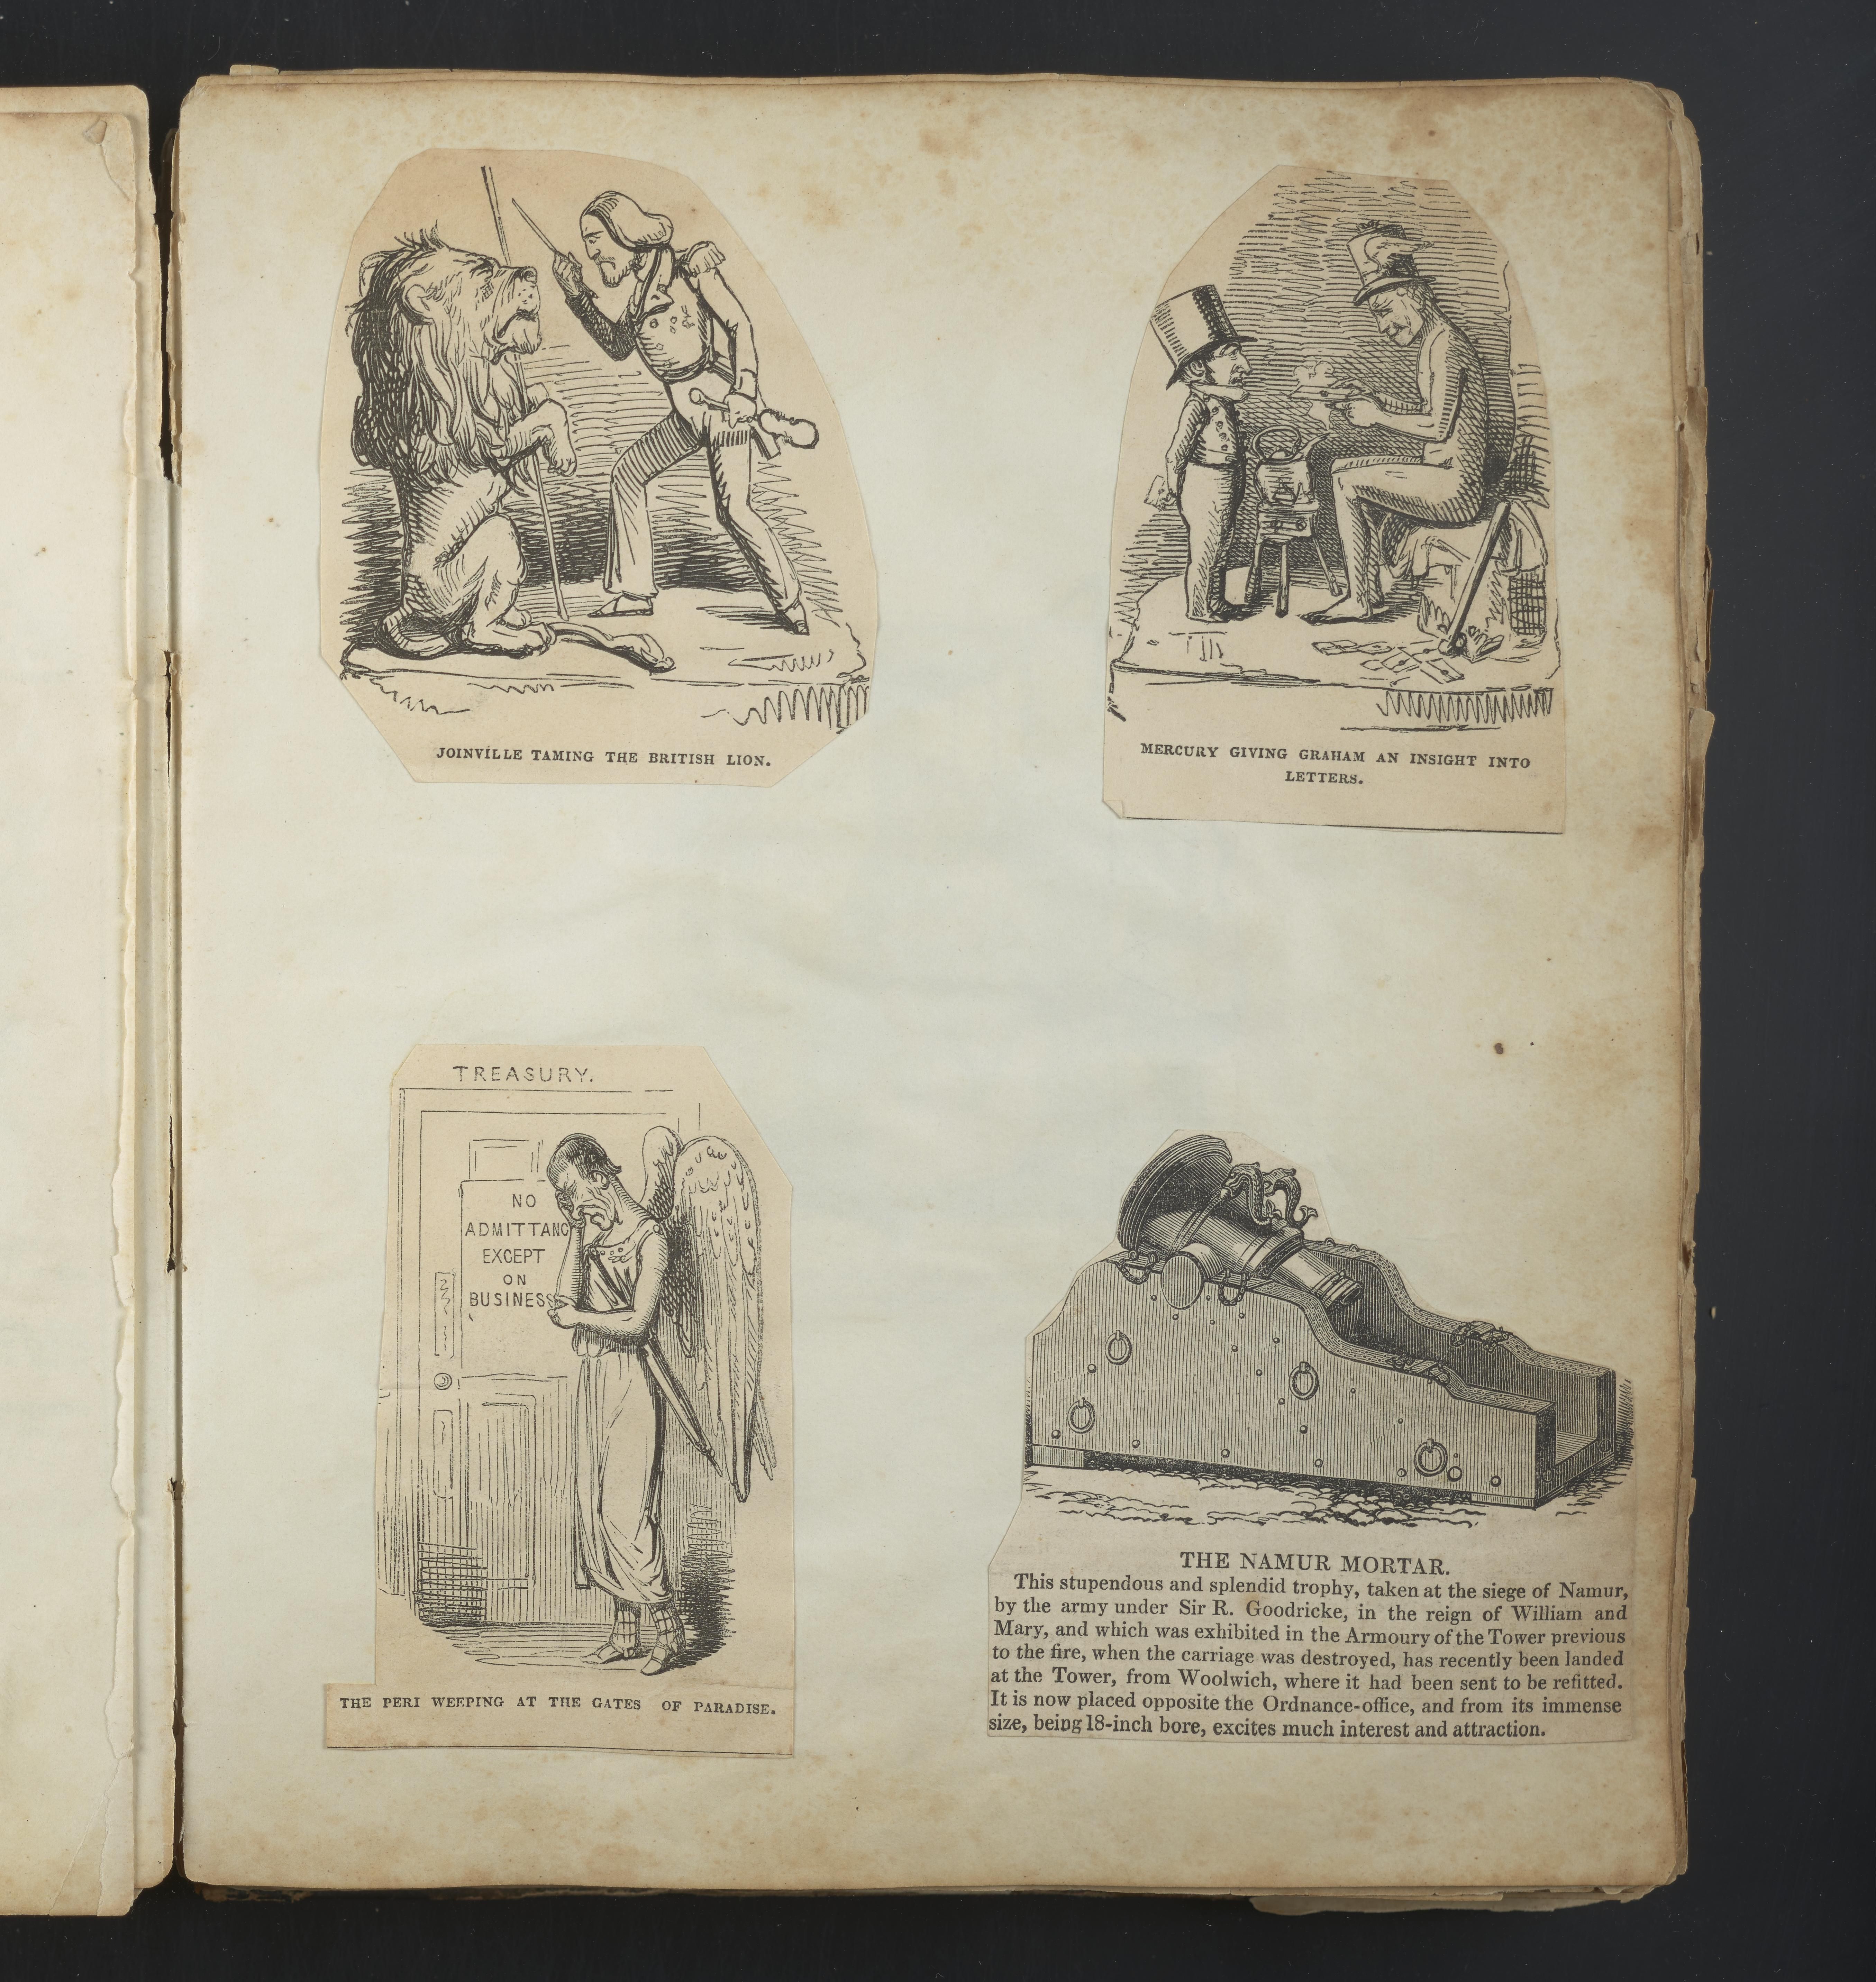 JOINVILLE TAMING THE BRITISH LION.
MERCURY GIVING GRAHAM AN INSIGHT INTO
LETTERS.
TREASURY.
NO
ADMITTANC
EXCEPT
ON
BUSINESS
THE PERI WEEPING AT THE GATES OF PARADISE.
THE NAMUR MORTAR.
This stupendous and splendid trophy, taken at the siege of Namur,
by the army under Sir R. Goodricke, in the reign of William and
Mary, and which was exhibited in the Armoury of the Tower previous
to the fire, when the carriage was destroyed, has recently been landed
at the Tower, from Woolwich, where it had been sent to be refitted.
It is now placed opposite the Ordnance-office, and from its immense
size, being 18-inch bore, excites much interest and attraction.